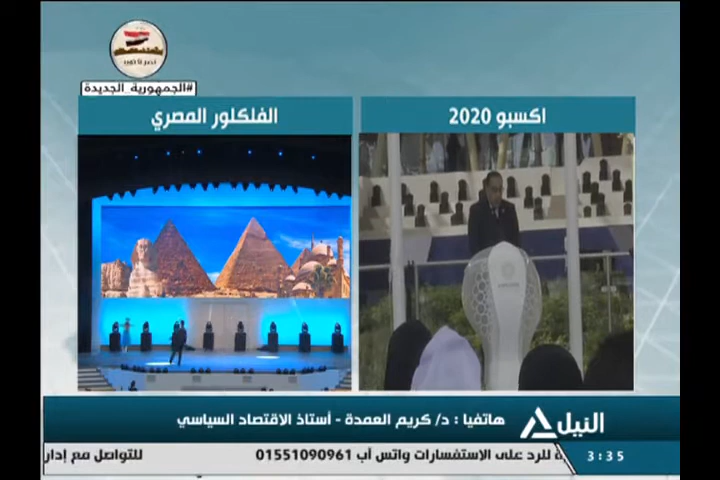 #الجمهورية_الجديدة
اكسبو 2020
الفلكلور المصري
النيل
هاتفيا : د/ كريم العمدة - أستاذ الاقتصاد السياسي
3:35
ة للرد على الاستفسارات واتس آب 01551090961
للتواصل مع إدار